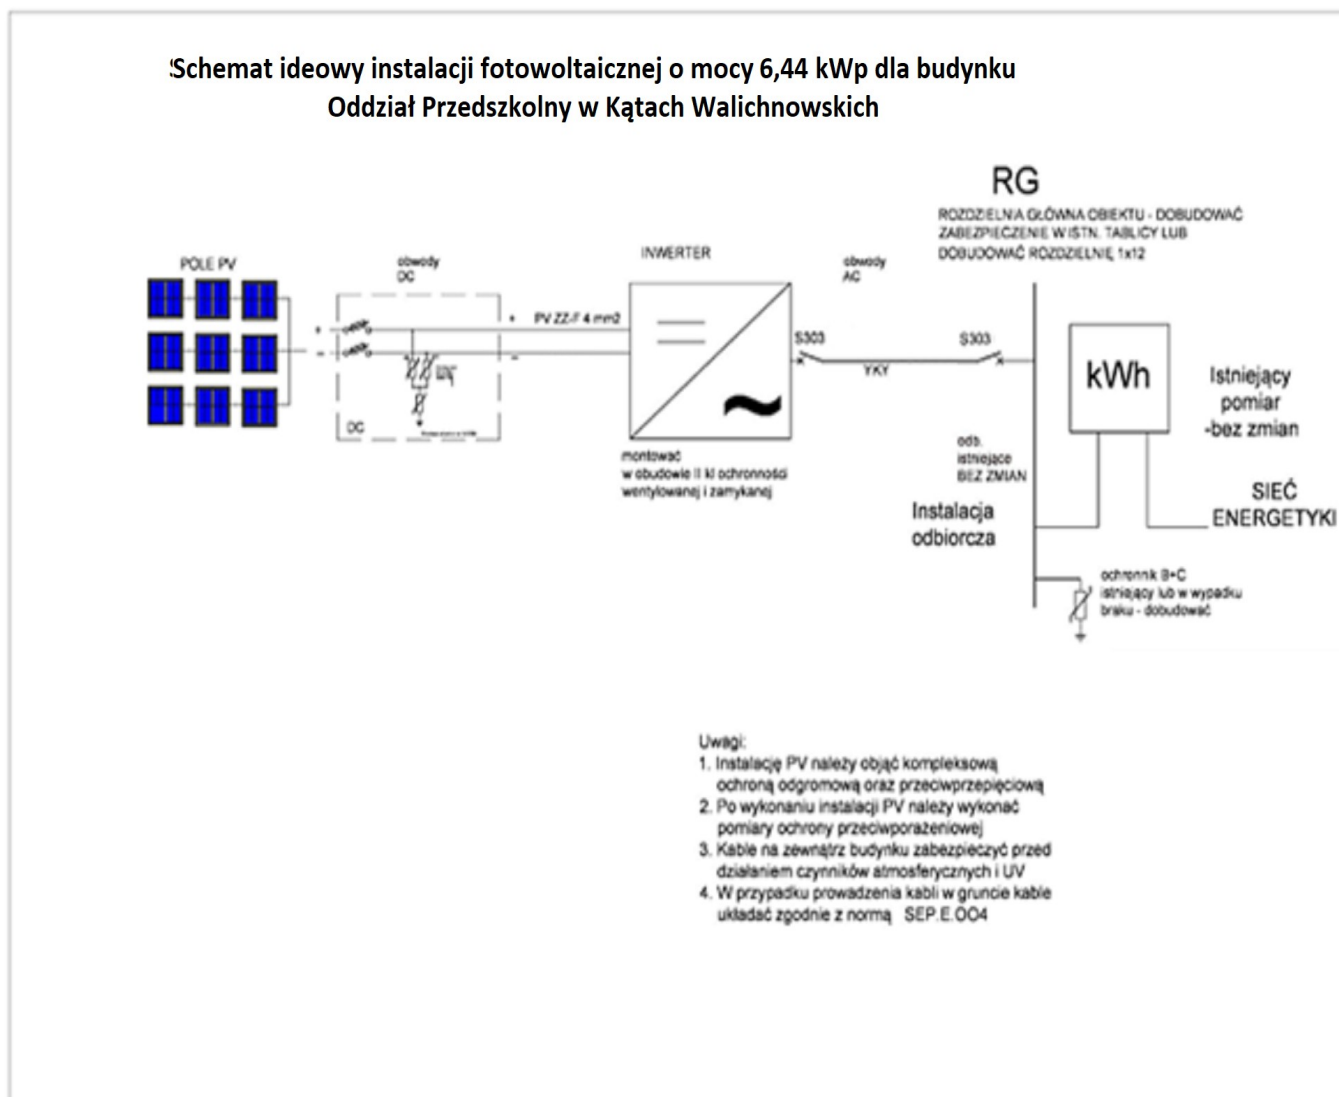 Schemat ideowy instalacji fotowoltaicznej o mocy 6,44 kWp dla budynku
Oddział Przedszkolny w Kątach Walichnowskich
RG
ROZDZIELNIA GŁÓWNA OBIEKTU - DOBUDOWAĆ
ZABEZPIECZENIE W ISTN. TABLICY LUB
DOBUDOWAĆ ROZDZIELNIĘ 1x12
POLE PV
obwody
DC
INWERTER
obwody
AC
+ + PV ZZ-F 4 mm2
- -
DC
S303
S303
YKY
kWh
Istniejący
pomiar
-bez zmian
montować
w obudowie II kl ochronności
wentylowanej i zamykanej
odb.
istniejące
BEZ ZMIAN
Instalacja
odbiorcza
SIEĆ
ENERGETYKI
ochronnik B+C
istniejący lub w wypadku
braku - dobudować
Uwagi:
1. Instalację PV należy objąć kompleksową
ochroną odgromową oraz przeciwprzepięciową
2. Po wykonaniu instalacji PV należy wykonać
pomiary ochrony przeciwporażeniowej
3. Kable na zewnątrz budynku zabezpieczyć przed
działaniem czynników atmosferycznych i UV
4. W przypadku prowadzenia kabli w gruncie kable
układać zgodnie z normą SEP.E.OO4